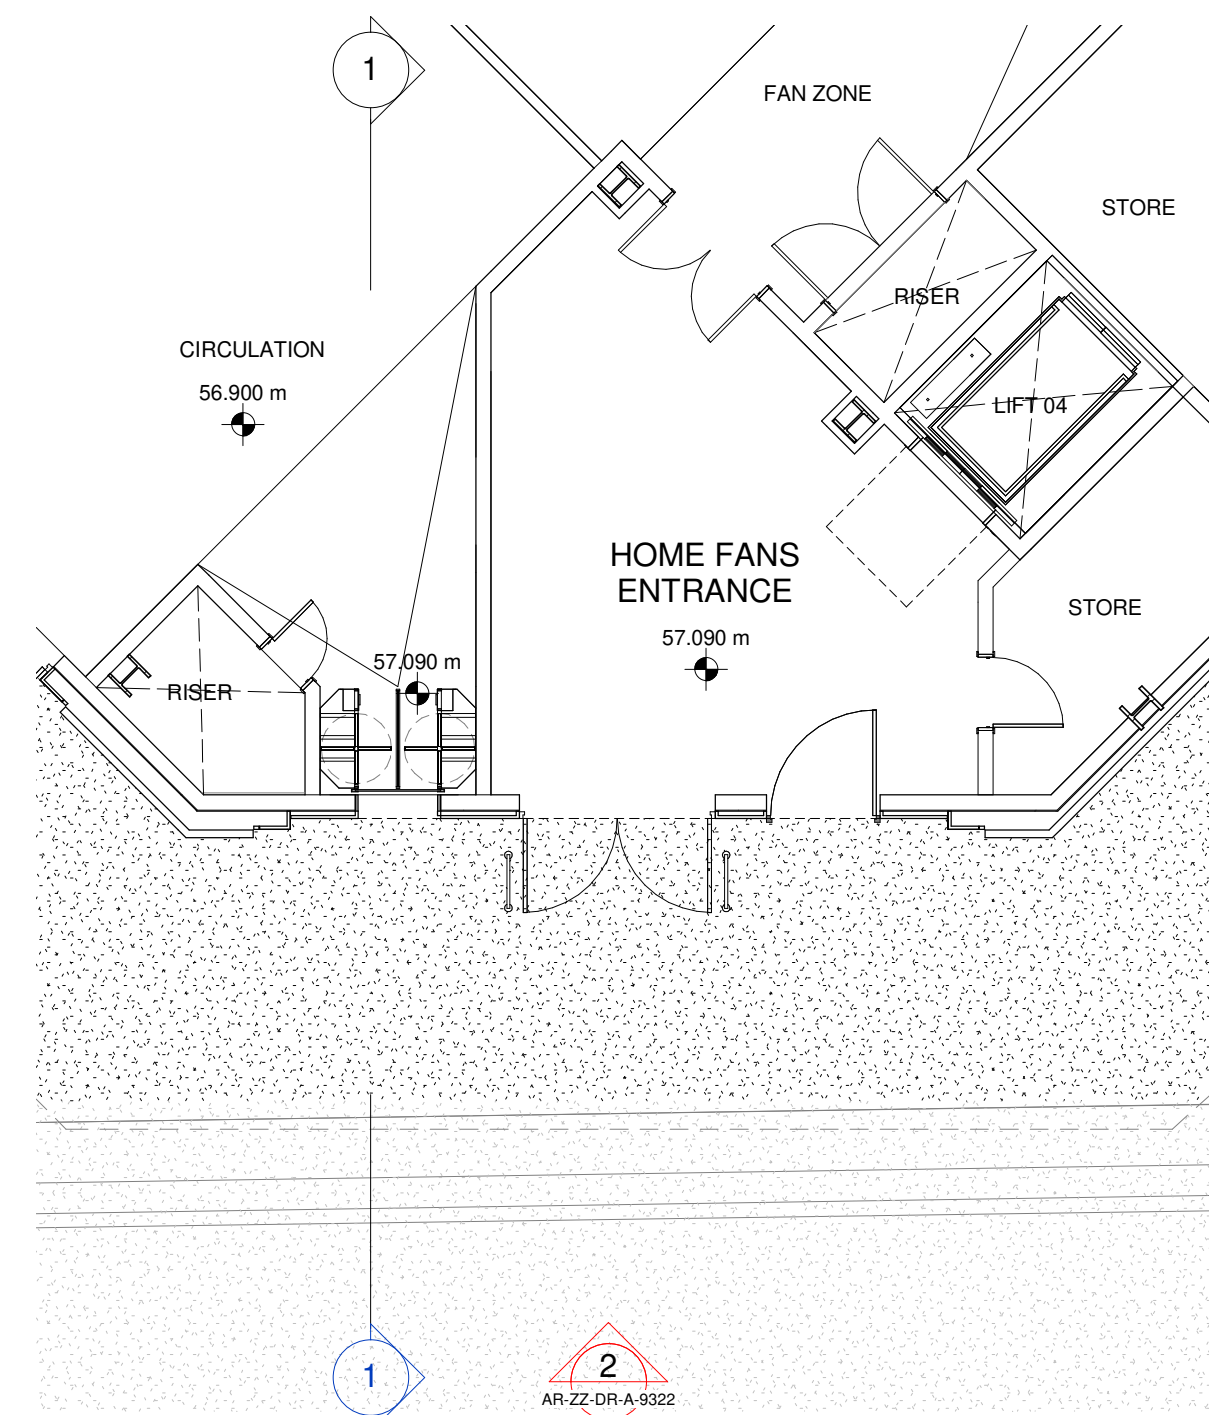 1
FAN ZONE
STORE
RISER
CIRCULATION
56.900 m
LIFT 04
HOME FANS
ENTRANCE
57.090 m
STORE
57.090 m
RISER
1
2
AR-ZZ-DR-A-9322